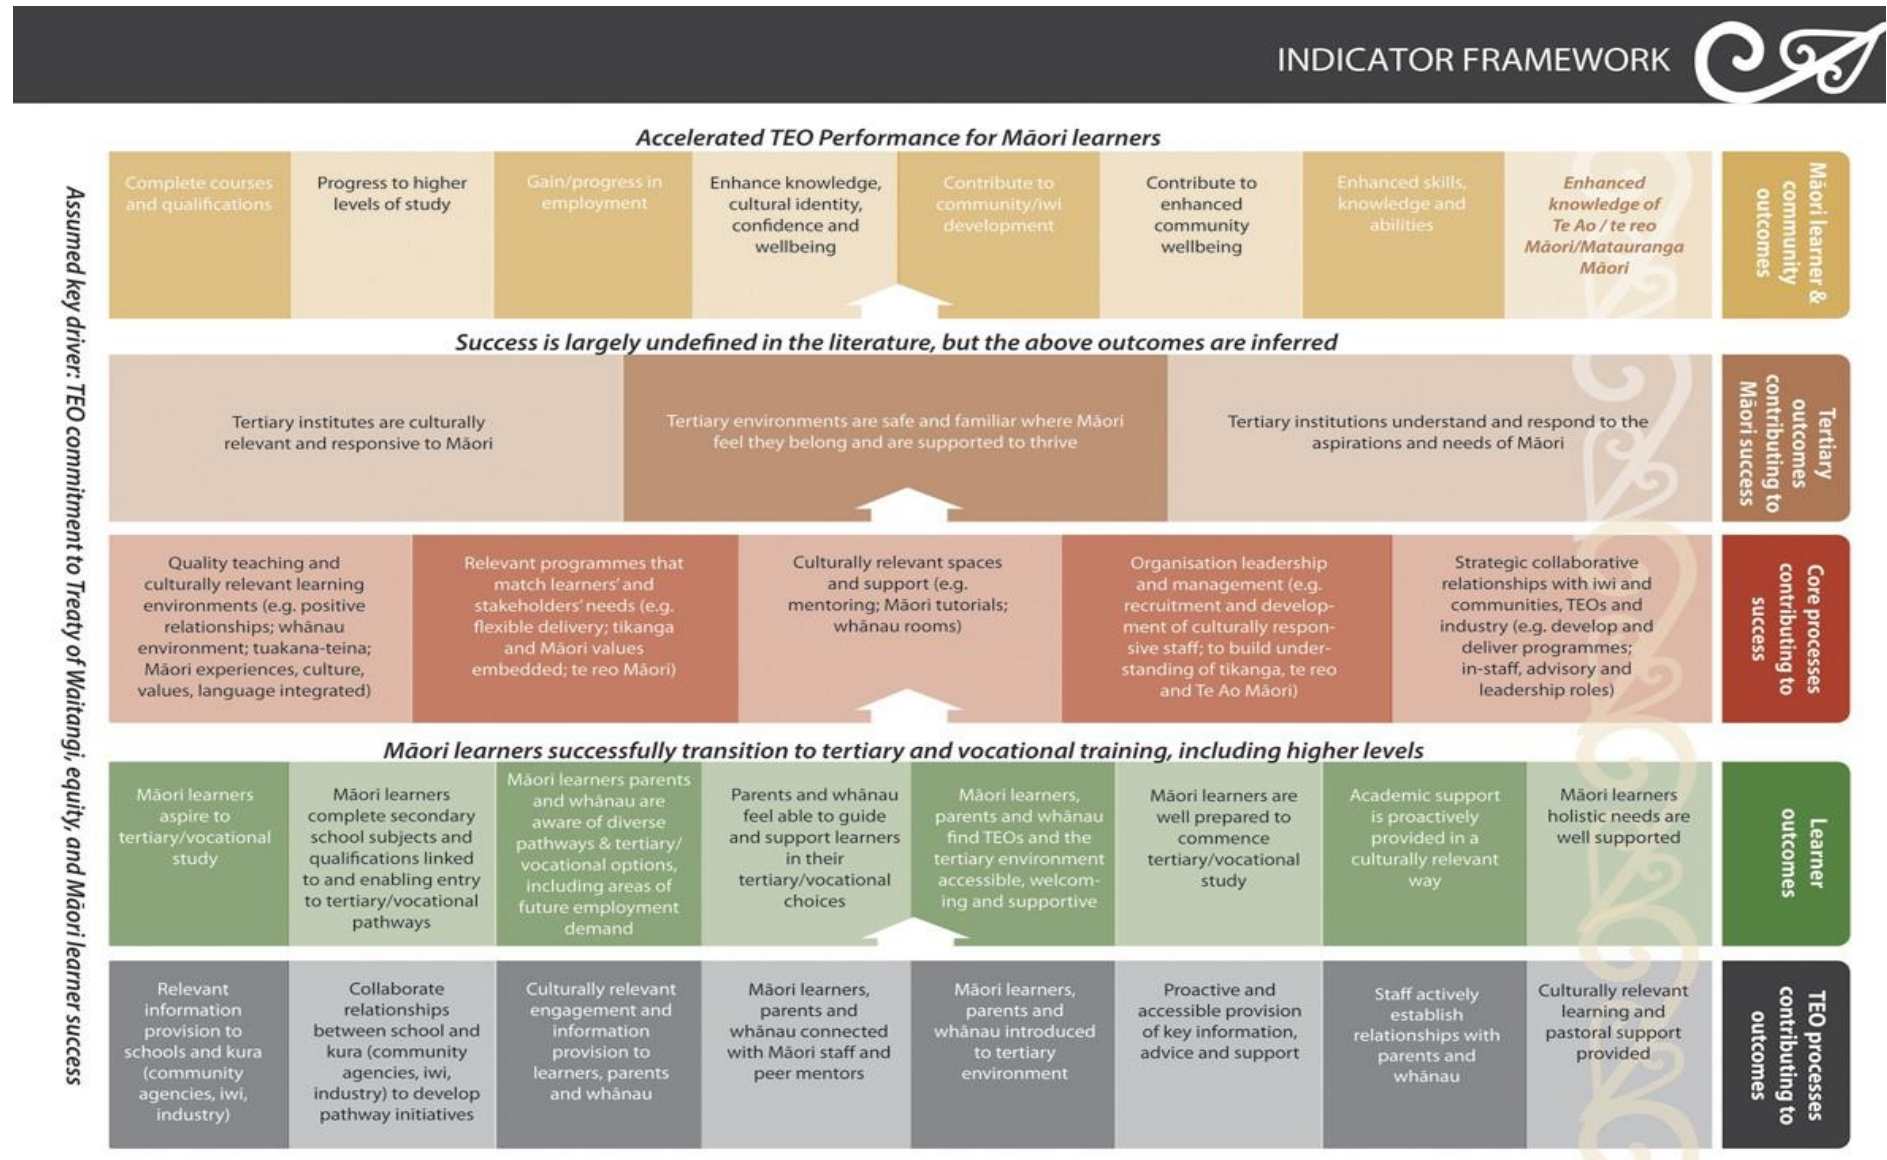 INDICATOR FRAMEWORK
Assumed key driver: TEO commitment to Treaty of Waitangi, equity, and Māori learner success
Accelerated TEO Performance for Māori learners
Complete courses
and qualifications
Progress to higher
levels of study
Gain/progress in
employment
Enhance knowledge,
cultural identity,
confidence and
wellbeing
Contribute to
community/iwi
development
Contribute to
enhanced
community
wellbeing
Enhanced skills,
knowledge and
abilities
Enhanced
knowledge of
Te Ao / te reo
Māori/Matauranga
Māori
Māori learner &
community
outcomes
Success is largely undefined in the literature, but the above outcomes are inferred
Tertiary institutes are culturally
relevant and responsive to Māori
Tertiary environments are safe and familiar where Māori
feel they belong and are supported to thrive
Tertiary institutions understand and respond to the
aspirations and needs of Māori
Tertiary
outcomes
contributing to
Māori success
Quality teaching and
culturally relevant learning
environments (e.g. positive
relationships; whānau
environment; tuakana-teina;
Māori experiences, culture,
values, language integrated)
Relevant programmes that
match learners' and
stakeholders' needs (e.g.
flexible delivery; tikanga
and Māori values
embedded; te reo Māori)
Culturally relevant spaces
and support (e.g.
mentoring; Māori tutorials;
whānau rooms)
Organisation leadership
and management (e.g.
recruitment and develop-
ment of culturally respon-
sive staff; to build under-
standing of tikanga, te reo
and Te Ao Māori)
Strategic collaborative
relationships with iwi and
communities, TEOs and
industry (e.g. develop and
deliver programmes;
in-staff, advisory and
leadership roles)
Core processes
contributing to
success
Māori learners successfully transition to tertiary and vocational training, including higher levels
Māori learners
aspire to
tertiary/vocational
study
Māori learners
complete secondary
school subjects and
qualifications linked
to and enabling entry
to tertiary/vocational
pathways
Māori learners parents
and whānau are
aware of diverse
pathways & tertiary/
vocational options,
including areas of
future employment
demand
Parents and whānau
feel able to guide
and support learners
in their
tertiary/vocational
choices
Māori learners,
parents and whānau
find TEOs and the
tertiary environment
accessible, welcom-
ing and supportive
Māori learners are
well prepared to
commence
tertiary/vocational
study
Academic support
is proactively
provided in a
culturally relevant
way
Māori learners
holistic needs are
well supported
Learner
outcomes
Relevant
information
provision to
schools and kura
(community
agencies, iwi,
industry)
Collaborate
relationships
between school and
kura (community
agencies, iwi,
industry) to develop
pathway initiatives
Culturally relevant
engagement and
information
provision to
learners, parents
and whānau
Māori learners,
parents and
whānau connected
with Māori staff and
peer mentors
Māori learners,
parents and
whānau introduced
to tertiary
environment
Proactive and
accessible provision
of key information,
advice and support
Staff actively
establish
relationships with
parents and
whānau
Culturally relevant
learning and
pastoral support
provided
TEO processes
contributing to
outcomes